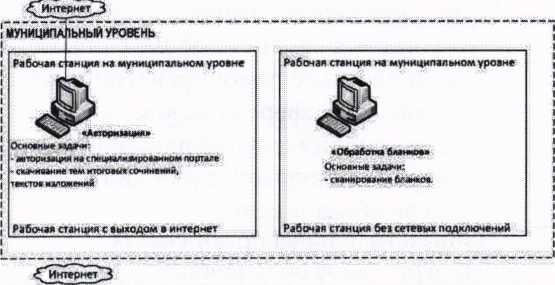 Интернет
МУНИЦИПАЛЬНЫЙ УРОВЕНЬ
Рабочая станция на муниципальном уровне
«Авторизация»
Основные задачи:
- авторизация на специализированном портале
- скачивание тем итоговых сочинений,
текстов изложений
Рабочая станция с выходом в интернет
Рабочая станция на муниципальном уровне
«Обработка бланков»
Основные задачи:
- сканирование бланков.
Рабочая станция без сетевых подключений
Интернет